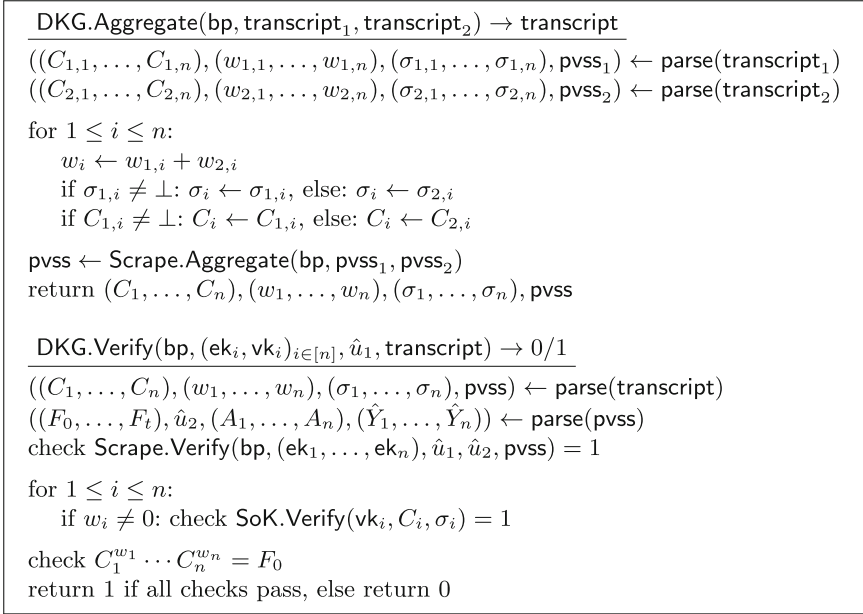 DKG.Aggregate(bp, transcript₁, transcript₂) → transcript
((C₁,₁, . . . , C₁,ₙ), (w₁,₁, . . . , w₁,ₙ), (σ₁,₁, . . . , σ₁,ₙ), pvss₁) ← parse(transcript₁)
((C₂,₁, . . . , C₂,ₙ), (w₂,₁, . . . , w₂,ₙ), (σ₂,₁, . . . , σ₂,ₙ), pvss₂) ← parse(transcript₂)
for 1 ≤ i ≤ n:
wᵢ ← w₁,ᵢ + w₂,ᵢ
if σ₁,ᵢ ≠ ⊥: σᵢ ← σ₁,ᵢ, else: σᵢ ← σ₂,ᵢ
if C₁,ᵢ ≠ ⊥: Cᵢ ← C₁,ᵢ, else: Cᵢ ← C₂,ᵢ
pvss ← Scrape.Aggregate(bp, pvss₁, pvss₂)
return (C₁, . . . , Cₙ), (w₁, . . . , wₙ), (σ₁, . . . , σₙ), pvss
DKG.Verify(bp, (ekᵢ, vkᵢ)ᵢ∈[ₙ], û₁, transcript) → 0/1
((C₁, . . . , Cₙ), (w₁, . . . , wₙ), (σ₁, . . . , σₙ), pvss) ← parse(transcript)
((F₀, . . . , Fₜ), û₂, (A₁, . . . , Aₙ), (Ŷ₁, . . . , Ŷₙ)) ← parse(pvss)
check Scrape.Verify(bp, (ek₁, . . . , ekₙ), û₁, û₂, pvss) = 1
for 1 ≤ i ≤ n:
if wᵢ ≠ 0: check SoK.Verify(vkᵢ, Cᵢ, σᵢ) = 1
check C₁^{w₁} · · · Cₙ^{wₙ} = F₀
return 1 if all checks pass, else return 0